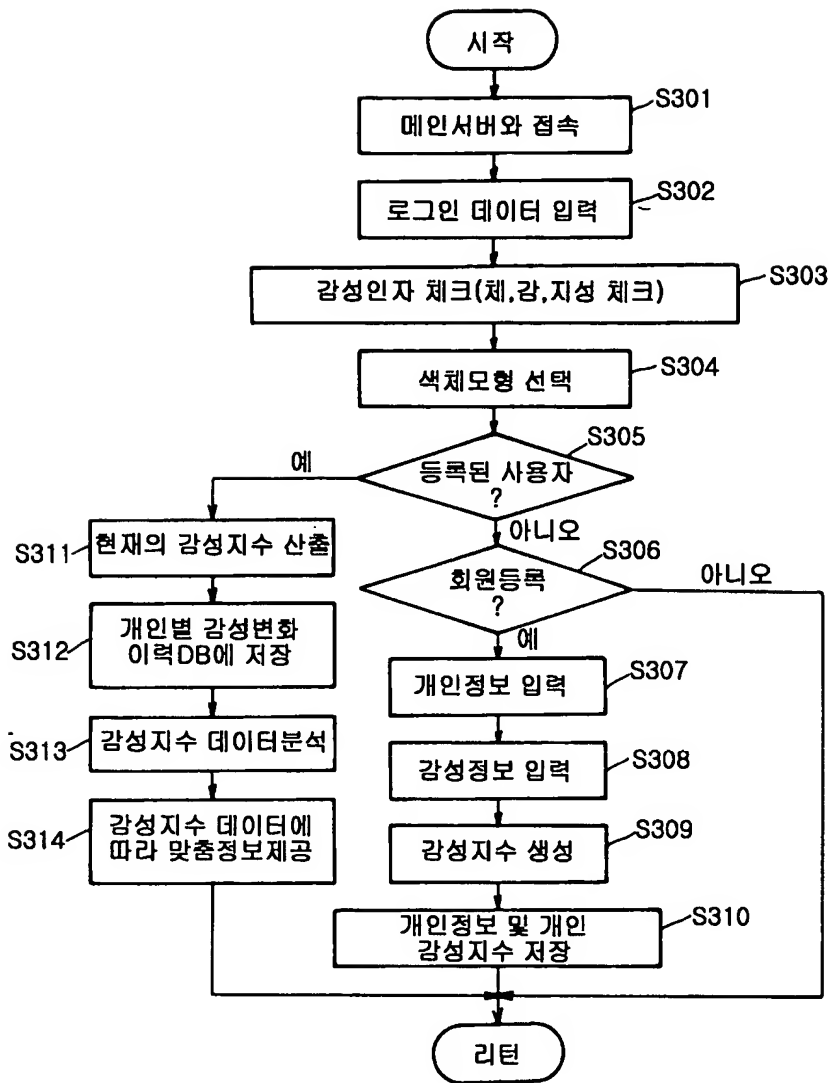 시작
S301
메인서버와 접속
S302
로그인 데이터 입력
S303
감성인자 체크(체,감,지성 체크)
S304
색체모형 선택
S305
예
등록된 사용자
?
아니오
S311
현재의 감성지수 산출
S306
회원등록
?
아니오
예
S312
개인별 감성변화
이력DB에 저장
S307
개인정보 입력
S313
감성지수 데이터분석
S308
감성정보 입력
S314
감성지수 데이터에
따라 맞춤정보제공
S309
감성지수 생성
S310
개인정보 및 개인
감성지수 저장
리턴